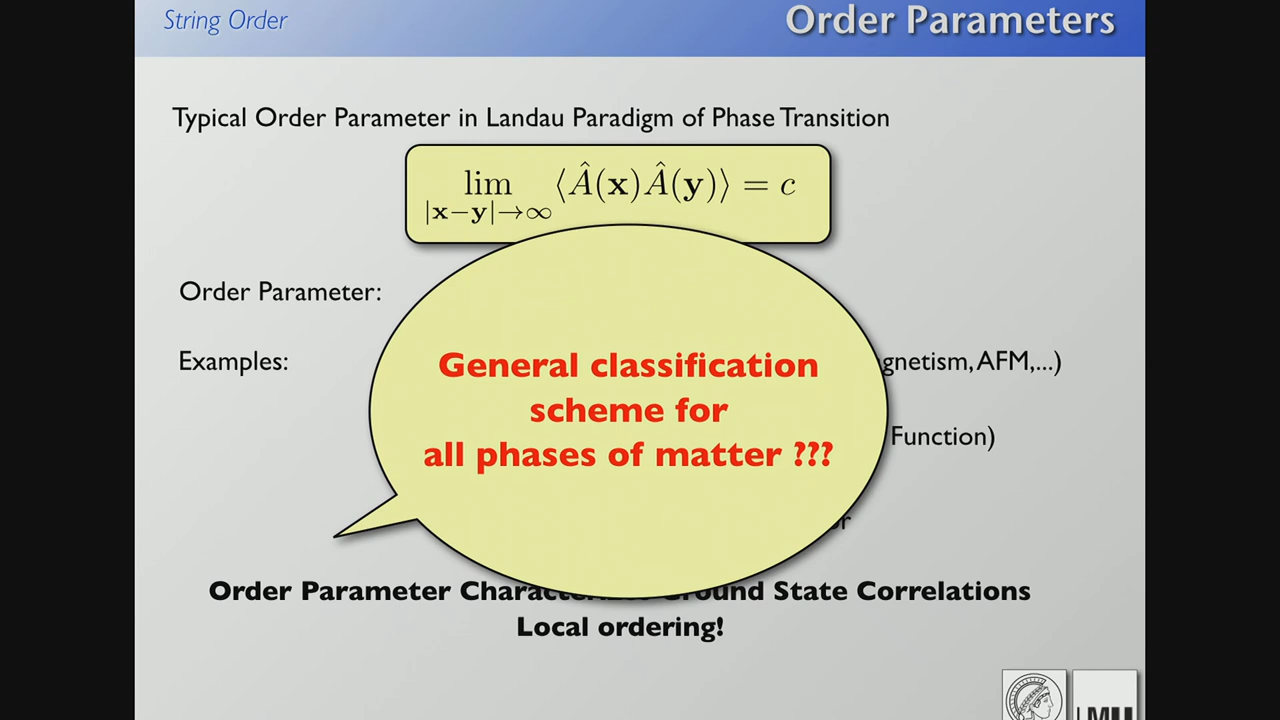 String Order
Order Parameters
Typical Order Parameter in Landau Paradigm of Phase Transition
lim ⟨Â(x)Â(y)⟩ = c
|x−y|→∞
Order Parameter:
Examples:
gnetism, AFM,...)
Function)
General classification
scheme for
all phases of matter ???
Order Parameter Ground State Correlations
Local ordering!
LMU